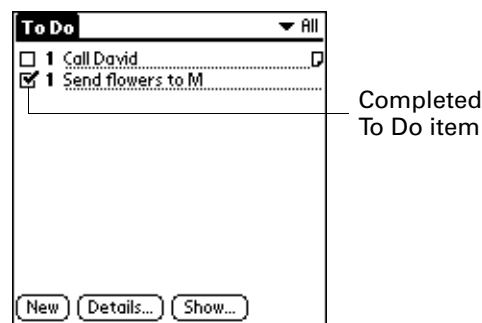 To Do All
1 Call David
1 Send flowers to M
Completed
To Do item
New Details... Show...